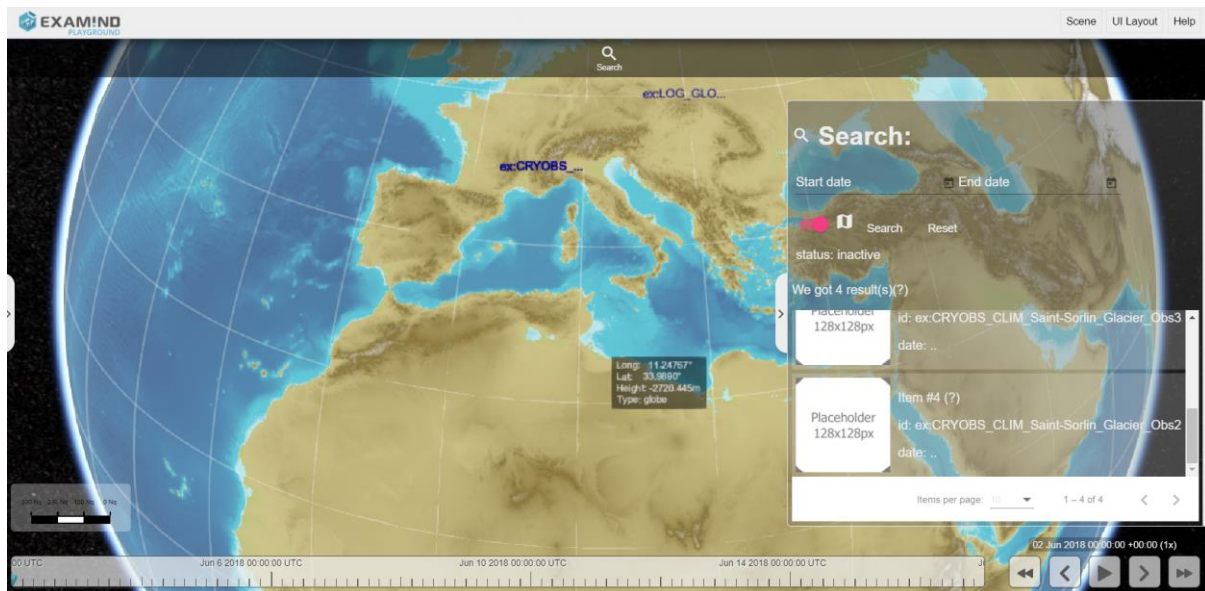 EXAM!ND
PLAYGROUND
Scene UI Layout Help
Search
ex:LOG_GLO...
ex:CRYOBS_...
Search:
Start date End date
Search Reset
status: inactive
We got 4 result(s)(?)
Placeholder
128x128px
id: ex:CRYOBS_CLIM_Saint-Sorlin_Glacier_Obs3
date: ..
Placeholder
128x128px
Item #4 (?)
id: ex:CRYOBS_CLIM_Saint-Sorlin_Glacier_Obs2
date: ..
Items per page: 10 1 – 4 of 4
Long: 11.24767°
Lat: 33.9890°
Height -2720.445m
Type: globe
02 Jun 2018 00:00:00 +00:00 (1x)
00 UTC Jun 6 2018 00:00:00 UTC Jun 10 2018 00:00:00 UTC Jun 14 2018 00:00:00 UTC